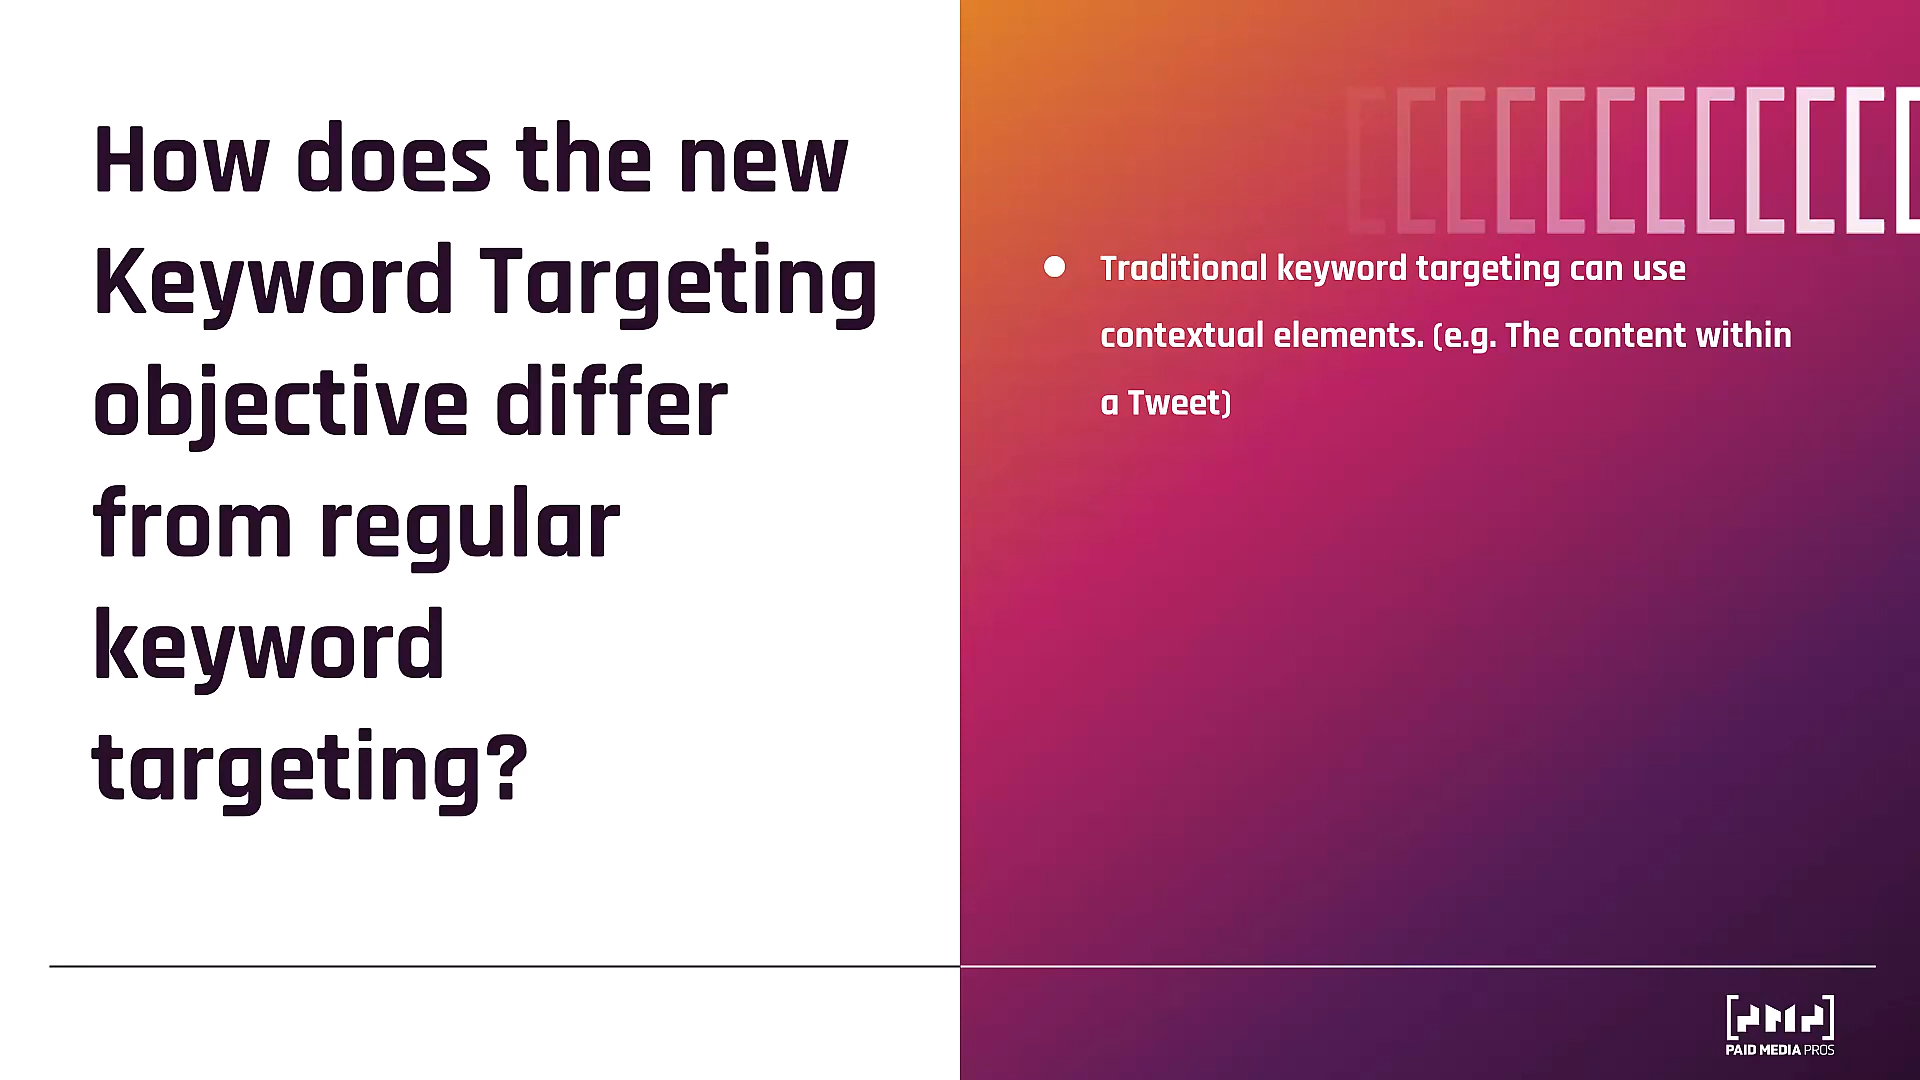 How does the new
Keyword Targeting
objective differ
from regular
keyword
targeting?
● Traditional keyword targeting can use
contextual elements. (e.g. The content within
a Tweet)
PMP
PAID MEDIA PROS